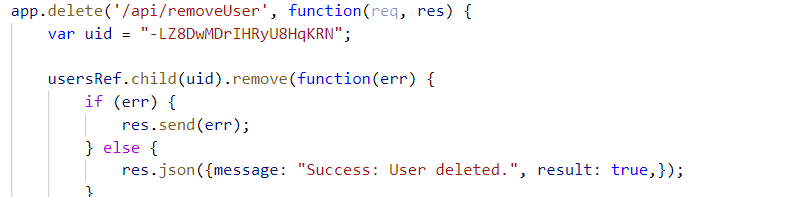 app.delete('/api/removeUser', function(req, res) {
    var uid = "-LZ8DwMDrIHRyU8HqKRN";
    usersRef.child(uid).remove(function(err) {
        if (err) {
            res.send(err);
        } else {
            res.json({message: "Success: User deleted.", result: true,});
        }